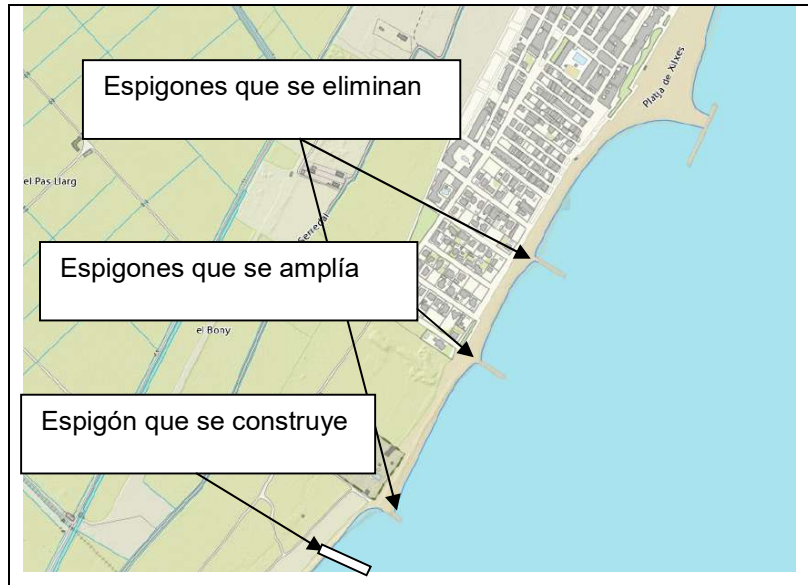 Espigones que se eliminan
Platja de Xilxes
el Pas Llarg
Serregal
Espigones que se amplía
el Bony
Espigón que se construye